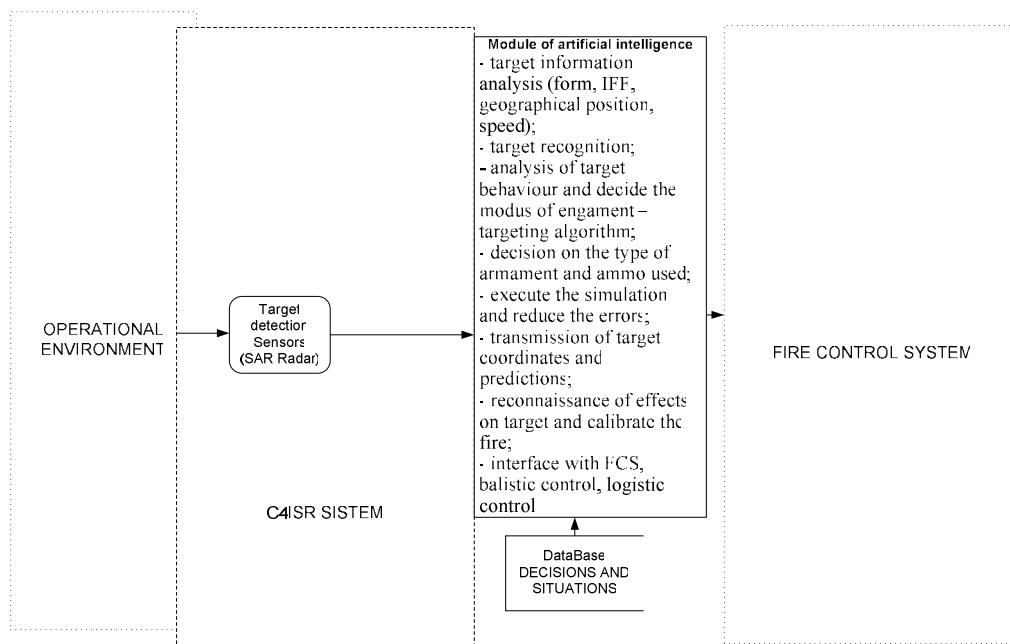 OPERATIONAL
ENVIRONMENT
Target
detection
Sensors
(SAR Radar)
C4ISR SISTEM
Module of artificial intelligence
- target information
analysis (form, IFF,
geographical position,
speed);
- target recognition;
- analysis of target
behaviour and decide the
modus of engament –
targeting algorithm;
- decision on the type of
armament and ammo used;
- execute the simulation
and reduce the errors;
- transmission of target
coordinates and
predictions;
- reconnaissance of effects
on target and calibrate the
fire;
- interface with FCS,
balistic control, logistic
control
DataBase
DECISIONS AND
SITUATIONS
FIRE CONTROL SYSTEM